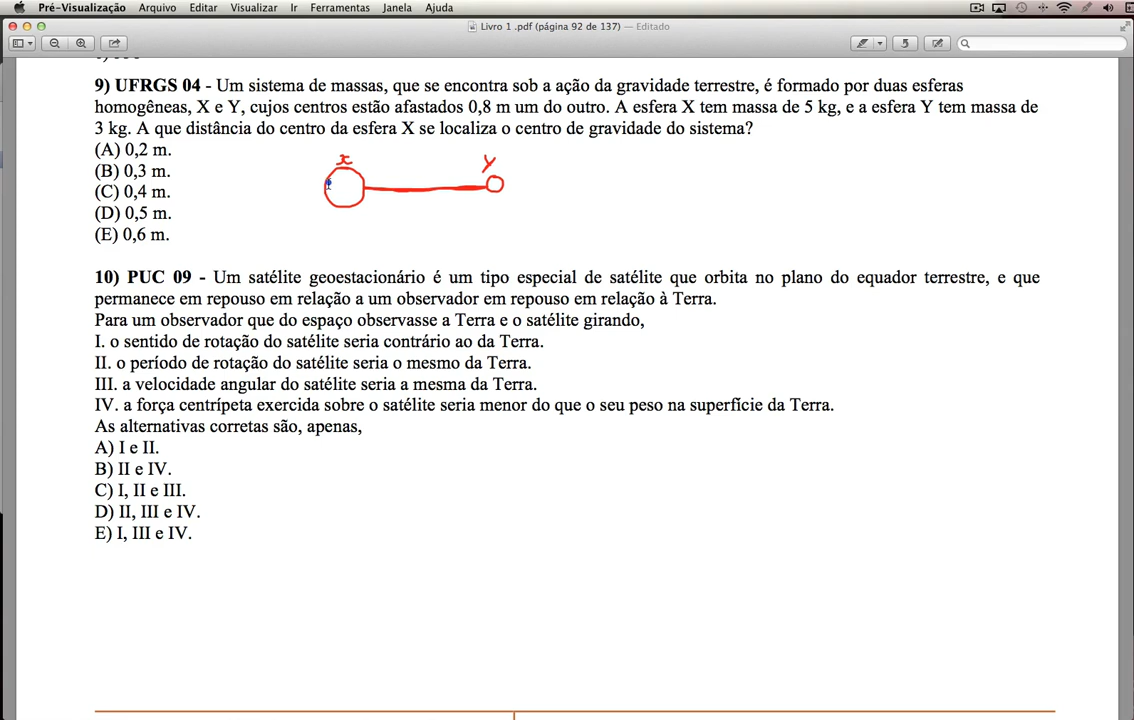 Pré-Visualização Arquivo Editar Visualizar Ir Ferramentas Janela Ajuda
Livro 1 .pdf (página 92 de 137) — Editado
9) UFRGS 04 - Um sistema de massas, que se encontra sob a ação da gravidade terrestre, é formado por duas esferas
homogêneas, X e Y, cujos centros estão afastados 0,8 m um do outro. A esfera X tem massa de 5 kg, e a esfera Y tem massa de
3 kg. A que distância do centro da esfera X se localiza o centro de gravidade do sistema?
(A) 0,2 m.
(B) 0,3 m.
(C) 0,4 m.
(D) 0,5 m.
(E) 0,6 m.
x
Y
10) PUC 09 - Um satélite geoestacionário é um tipo especial de satélite que orbita no plano do equador terrestre, e que
permanece em repouso em relação a um observador em repouso em relação à Terra.
Para um observador que do espaço observasse a Terra e o satélite girando,
I. o sentido de rotação do satélite seria contrário ao da Terra.
II. o período de rotação do satélite seria o mesmo da Terra.
III. a velocidade angular do satélite seria a mesma da Terra.
IV. a força centrípeta exercida sobre o satélite seria menor do que o seu peso na superfície da Terra.
As alternativas corretas são, apenas,
A) I e II.
B) II e IV.
C) I, II e III.
D) II, III e IV.
E) I, III e IV.